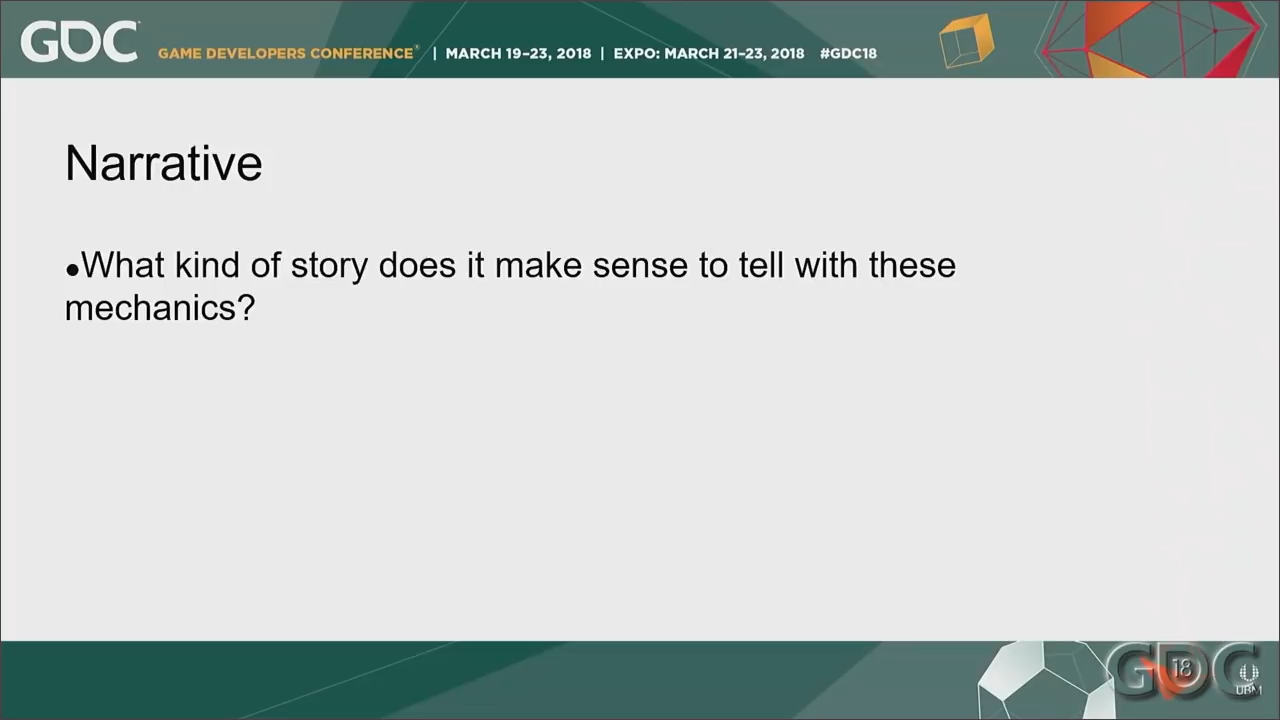 GDC GAME DEVELOPERS CONFERENCE® | MARCH 19–23, 2018 | EXPO: MARCH 21–23, 2018 #GDC18
Narrative
●What kind of story does it make sense to tell with these
mechanics?
GDC 18 UBM